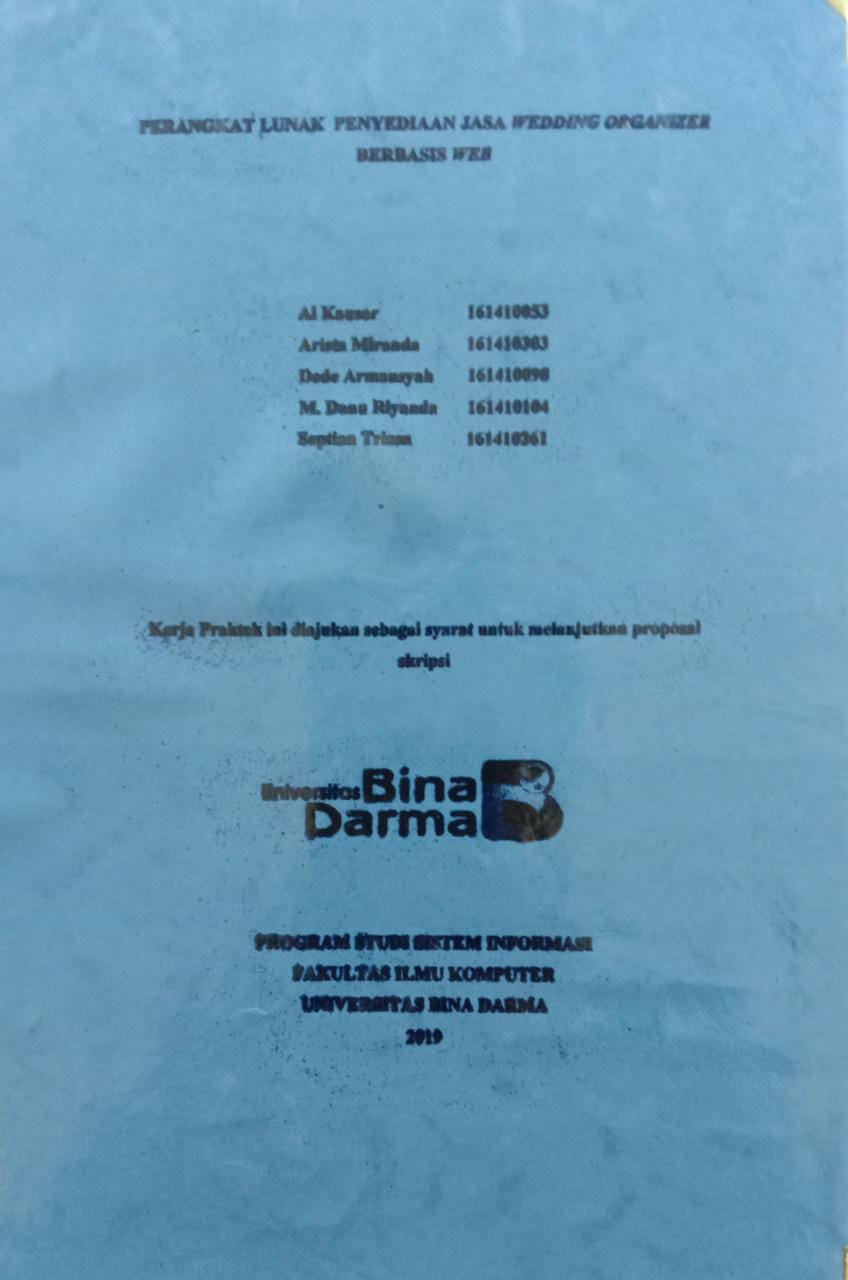 PERANGKAT LUNAK PENYEDIAAN JASA WEDDING ORGANIZER
BERBASIS WEB
Al Kausor 161410053
Arista Miranda 161410303
Dede Armansyah 161410098
M. Danu Riyanda 161410104
Septian Trinsa 161410261
Kerja Praktek ini diajukan sebagai syarat untuk melanjutkan proposal
skripsi
Universitas Bina
Darma
PROGRAM STUDI SISTEM INFORMASI
FAKULTAS ILMU KOMPUTER
UNIVERSITAS BINA DARMA
2019